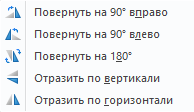 Повернуть на 90° вправо
Повернуть на 90° влево
Повернуть на 180°
Отразить по вертикали
Отразить по горизонтали